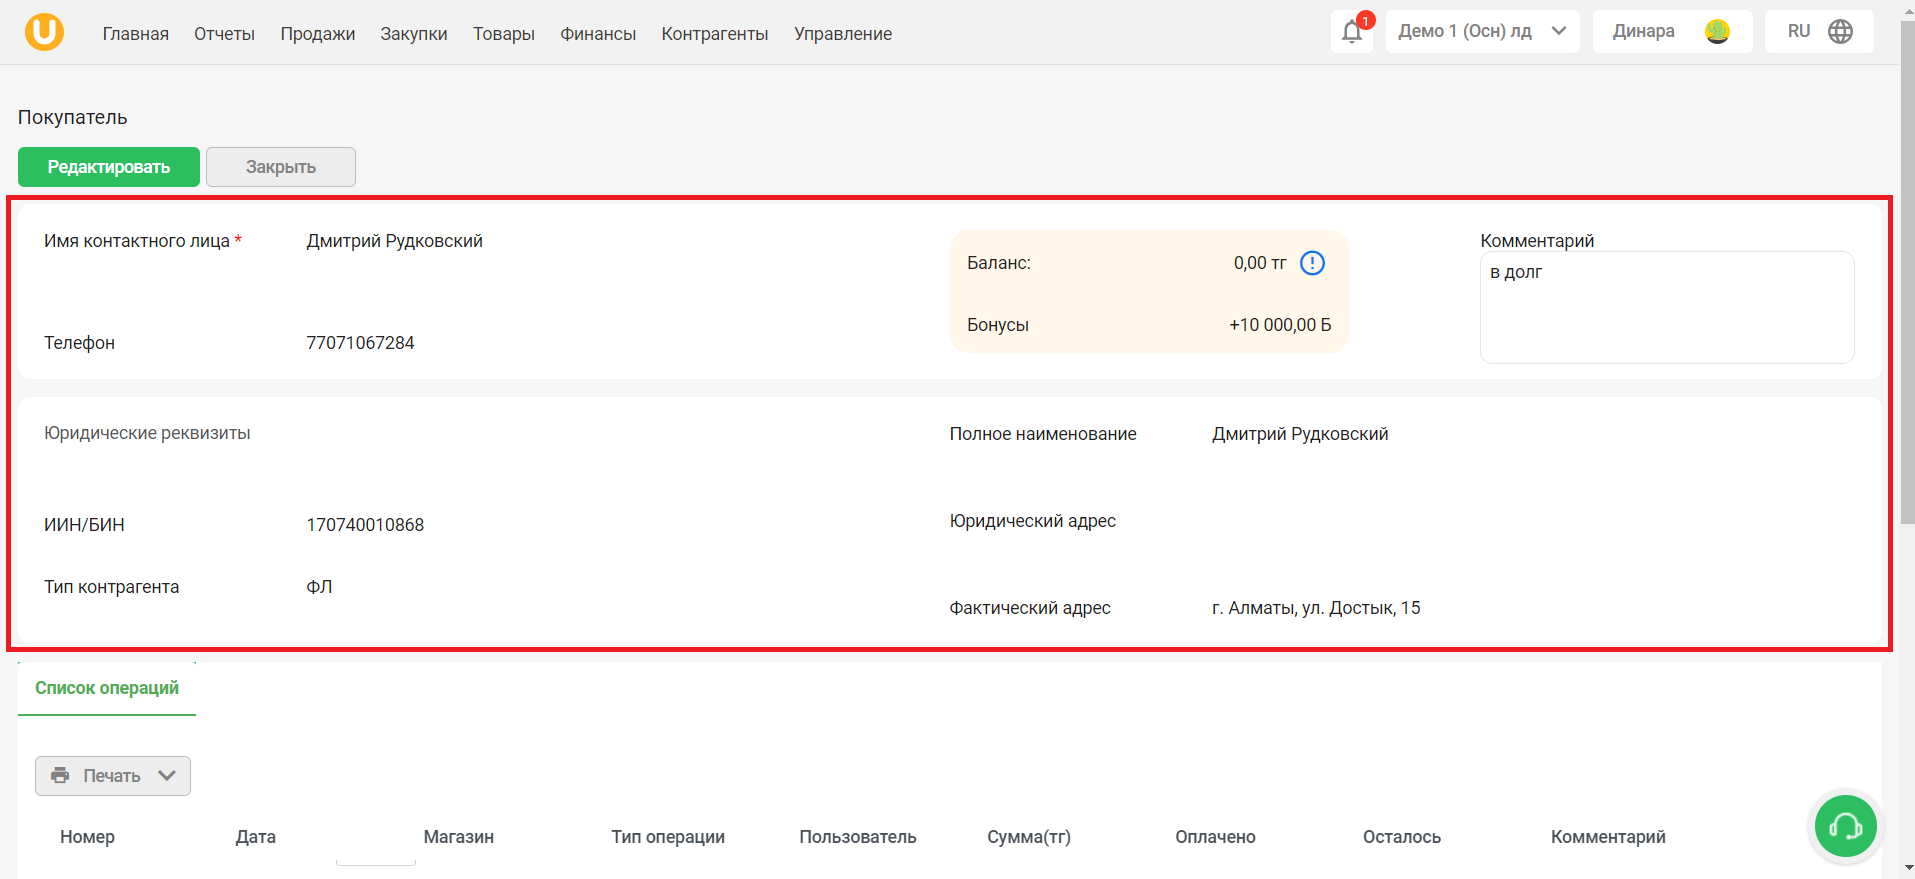 Главная Отчеты Продажи Закупки Товары Финансы Контрагенты Управление 1 Демо 1 (Осн) лд Динара RU
Покупатель
Редактировать Закрыть
Имя контактного лица * Дмитрий Рудковский
Баланс: 0,00 тг
Бонусы +10 000,00 Б
Комментарий
в долг
Телефон 77071067284
Юридические реквизиты
Полное наименование Дмитрий Рудковский
ИИН/БИН 170740010868
Юридический адрес
Тип контрагента ФЛ
Фактический адрес г. Алматы, ул. Достык, 15
Список операций
Печать
Номер Дата Магазин Тип операции Пользователь Сумма(тг) Оплачено Осталось Комментарий